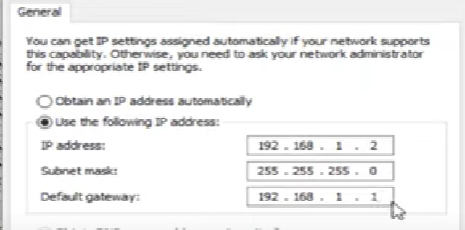 General
You can get IP settings assigned automatically if your network supports
this capability. Otherwise, you need to ask your network administrator
for the appropriate IP settings.
Obtain an IP address automatically
Use the following IP address:
IP address: 192 . 168 . 1 . 2
Subnet mask: 255 . 255 . 255 . 0
Default gateway: 192 . 168 . 1 . 1